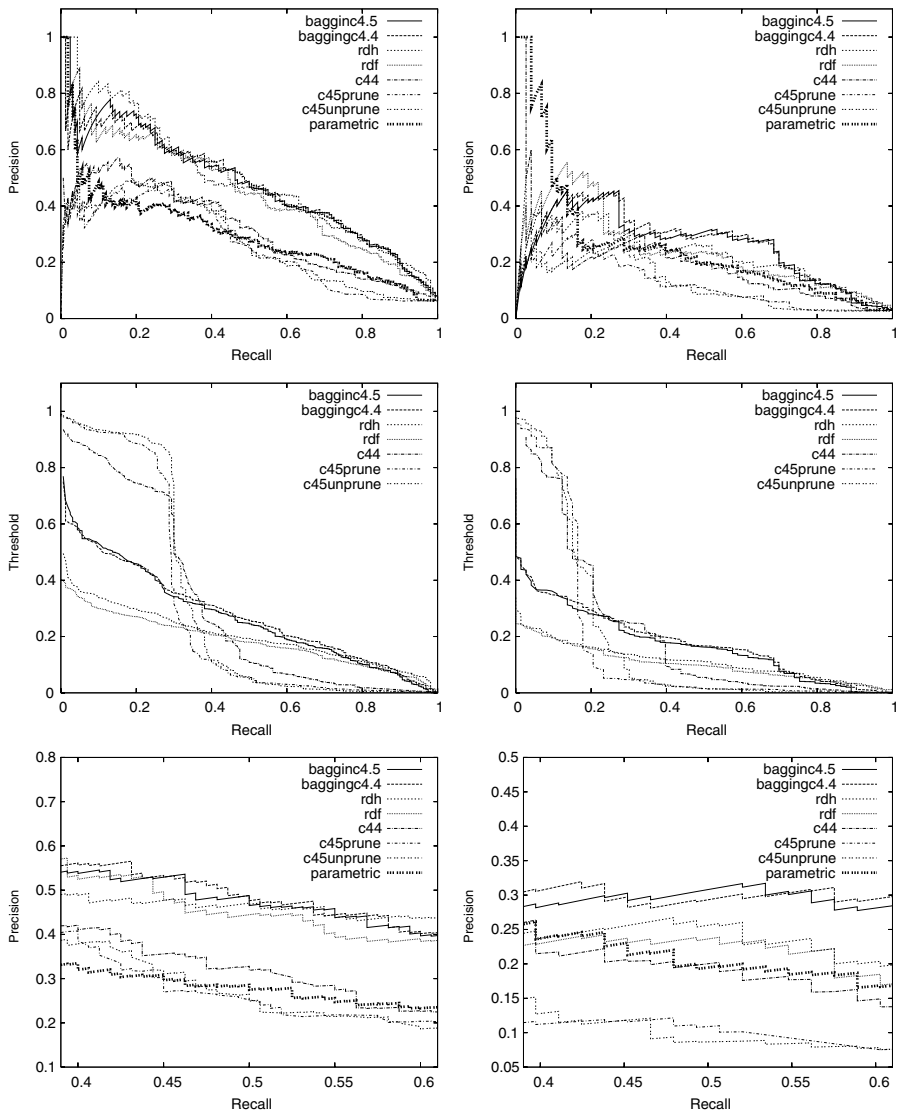 bagginc4.5
baggingc4.4
rdh
rdf
c44
c45prune
c45unprune
parametric
Precision
1
0.8
0.6
0.4
0.2
0
0 0.2 0.4 0.6 0.8 1
Recall
bagginc4.5
baggingc4.4
rdh
rdf
c44
c45prune
c45unprune
parametric
Precision
1
0.8
0.6
0.4
0.2
0
0 0.2 0.4 0.6 0.8 1
Recall
bagginc4.5
baggingc4.4
rdh
rdf
c44
c45prune
c45unprune
Threshold
1
0.8
0.6
0.4
0.2
0
0 0.2 0.4 0.6 0.8 1
Recall
bagginc4.5
baggingc4.4
rdh
rdf
c44
c45prune
c45unprune
Threshold
1
0.8
0.6
0.4
0.2
0
0 0.2 0.4 0.6 0.8 1
Recall
bagginc4.5
baggingc4.4
rdh
rdf
c44
c45prune
c45unprune
parametric
Precision
0.8
0.7
0.6
0.5
0.4
0.3
0.2
0.1
0.4 0.45 0.5 0.55 0.6
Recall
bagginc4.5
baggingc4.4
rdh
rdf
c44
c45prune
c45unprune
parametric
Precision
0.5
0.45
0.4
0.35
0.3
0.25
0.2
0.15
0.1
0.05
0.4 0.45 0.5 0.55 0.6
Recall